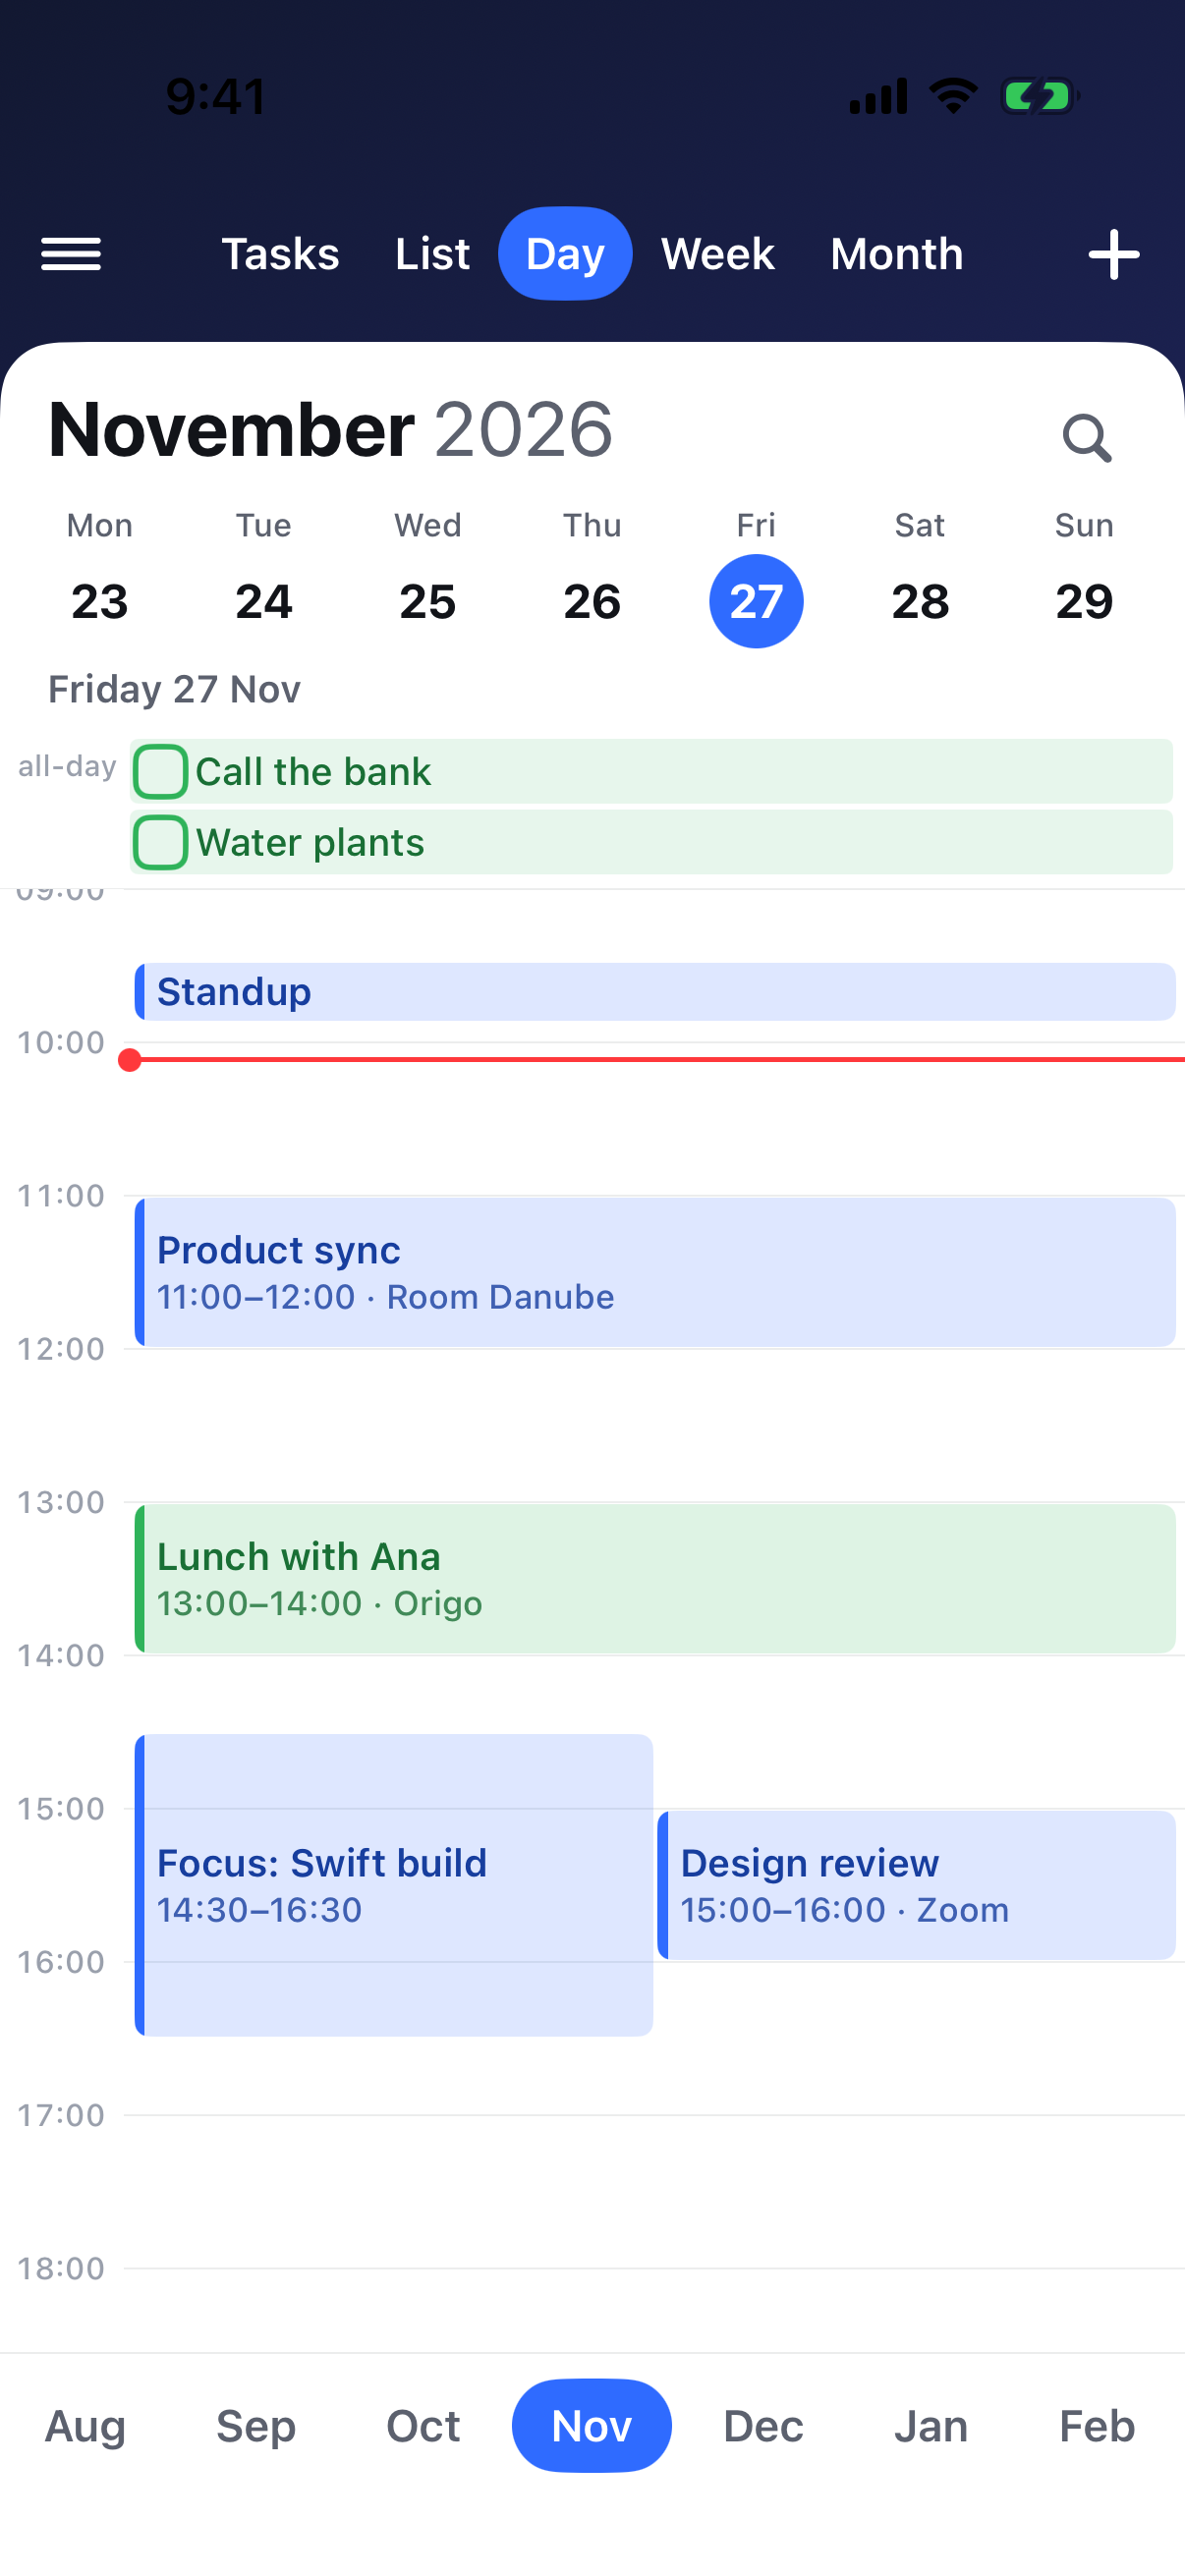 9:41
Tasks List Day Week Month
November 2026
Mon Tue Wed Thu Fri Sat Sun
23 24 25 26 27 28 29
Friday 27 Nov
all-day Call the bank
Water plants
09:00
Standup
10:00
11:00
Product sync
11:00–12:00 · Room Danube
12:00
13:00
Lunch with Ana
13:00–14:00 · Origo
14:00
15:00
Focus: Swift build Design review
14:30–16:30 15:00–16:00 · Zoom
16:00
17:00
18:00
Aug Sep Oct Nov Dec Jan Feb